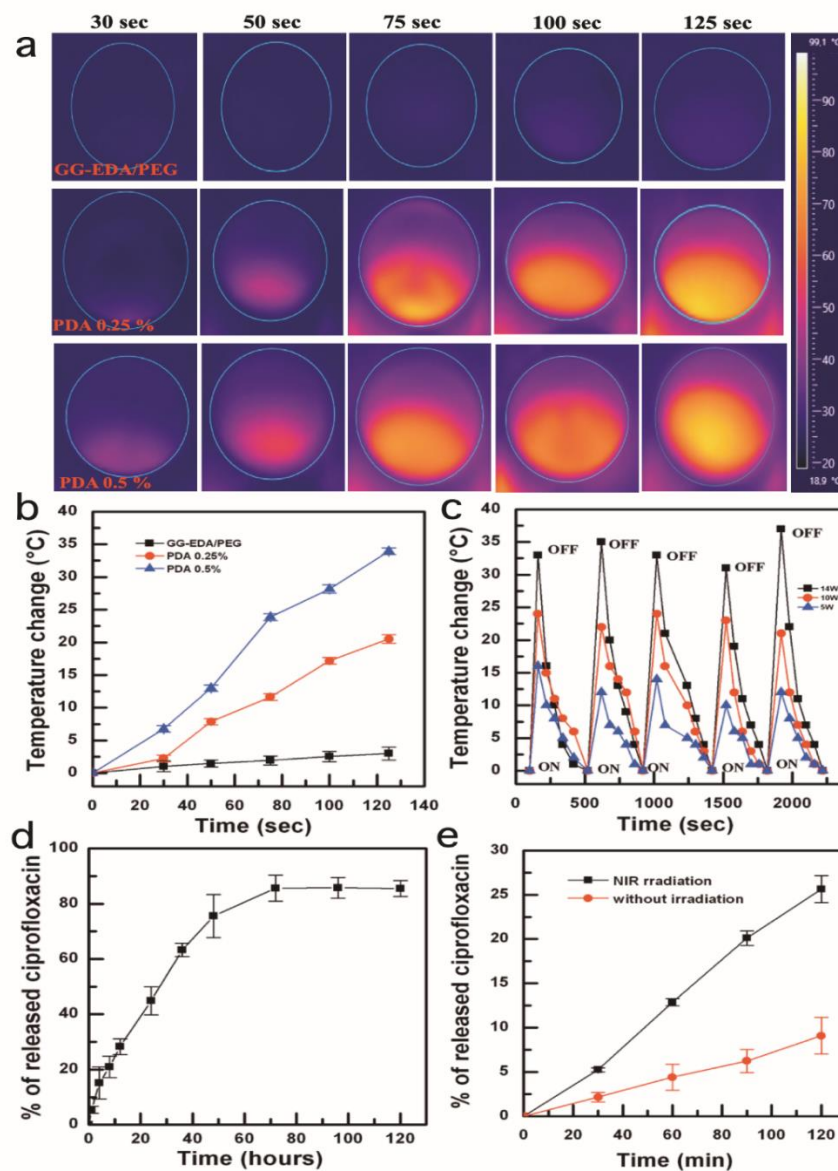 30 sec 50 sec 75 sec 100 sec 125 sec
a
99,1 °C
90
80
70
60
50
40
30
20
18,9 °C
GG-EDA/PEG
PDA 0.25 %
PDA 0.5 %
b
40
35
30
25
20
15
10
5
0
Temperature change (°C)
GG-EDA/PEG
PDA 0.25%
PDA 0.5%
0 20 40 60 80 100 120 140
Time (sec)
c
40
35
30
25
20
15
10
5
0
Temperature change (°C)
OFF OFF OFF OFF OFF
14W
10W
5W
ON ON ON ON ON
0 500 1000 1500 2000
Time (sec)
d
100
80
60
40
20
0
% of released ciprofloxacin
0 20 40 60 80 100 120
Time (hours)
e
30
25
20
15
10
5
0
% of released ciprofloxacin
NIR rradiation
without irradiation
0 20 40 60 80 100 120
Time (min)